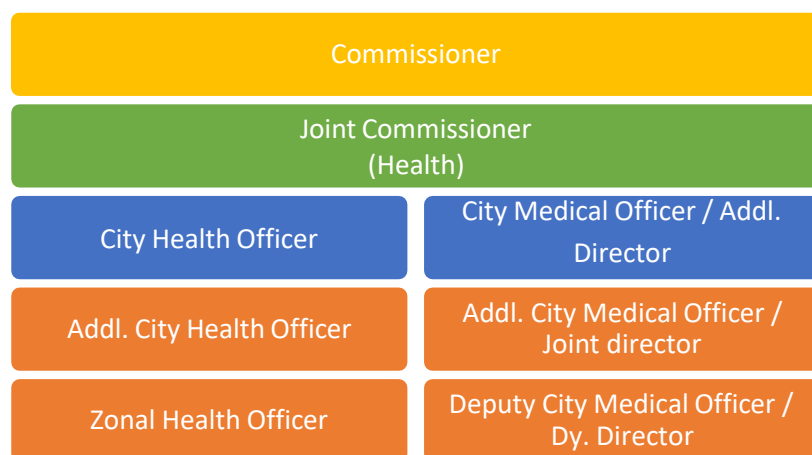 Commissioner
Joint Commissioner
(Health)
City Health Officer
City Medical Officer / Addl.
Director
Addl. City Health Officer
Addl. City Medical Officer /
Joint director
Zonal Health Officer
Deputy City Medical Officer /
Dy. Director